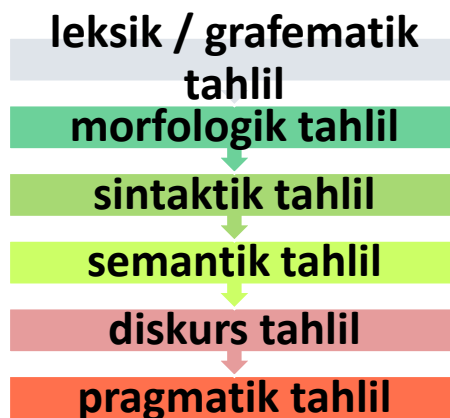 leksik / grafematik
tahlil
morfologik tahlil
sintaktik tahlil
semantik tahlil
diskurs tahlil
pragmatik tahlil